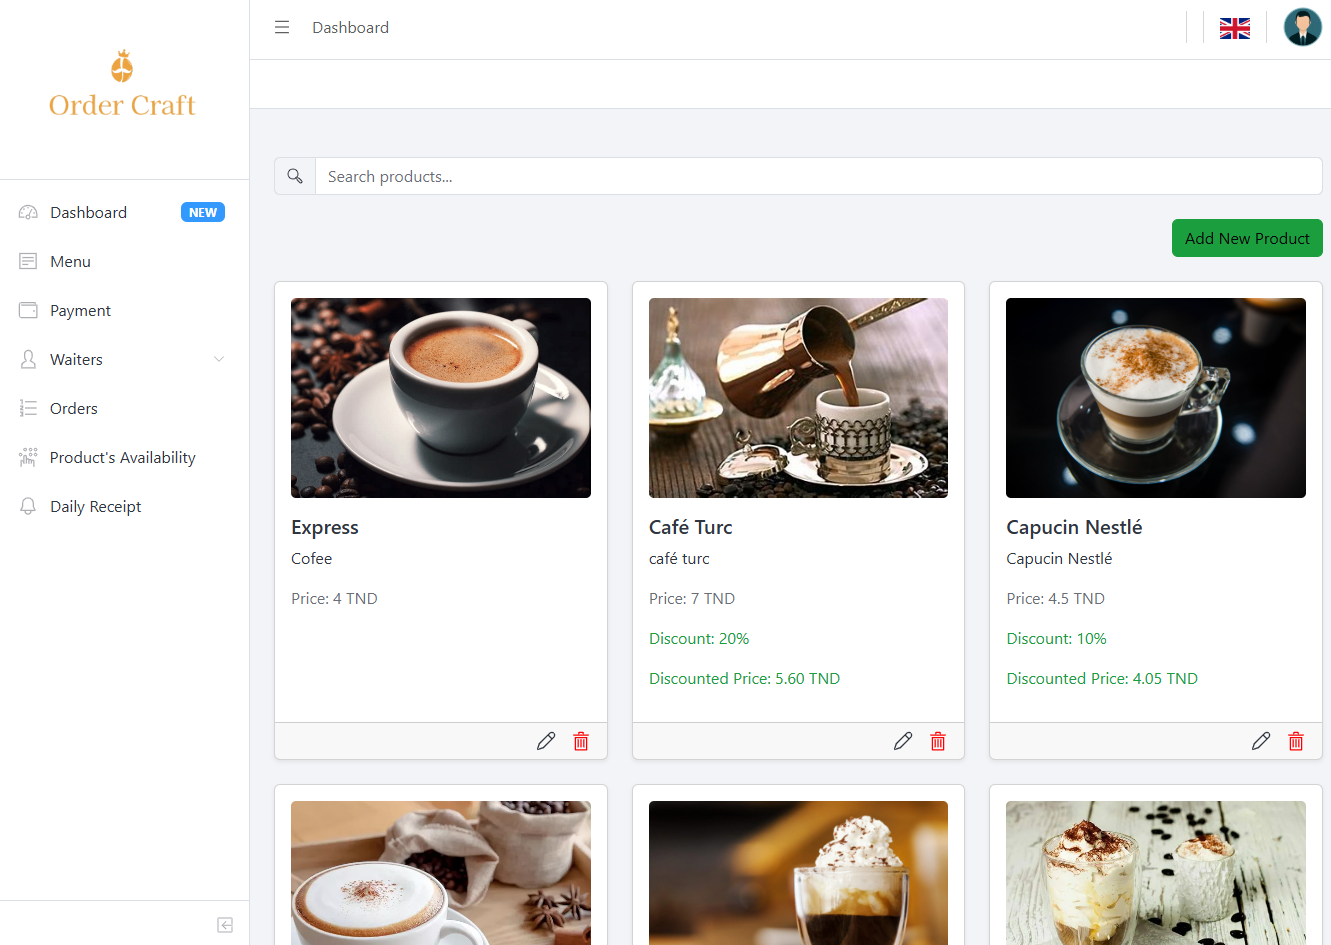 Order Craft
Dashboard
Dashboard NEW
Menu
Payment
Waiters
Orders
Product's Availability
Daily Receipt
Search products...
Add New Product
Express
Cofee
Price: 4 TND
Café Turc
café turc
Price: 7 TND
Discount: 20%
Discounted Price: 5.60 TND
Capucin Nestlé
Capucin Nestlé
Price: 4.5 TND
Discount: 10%
Discounted Price: 4.05 TND